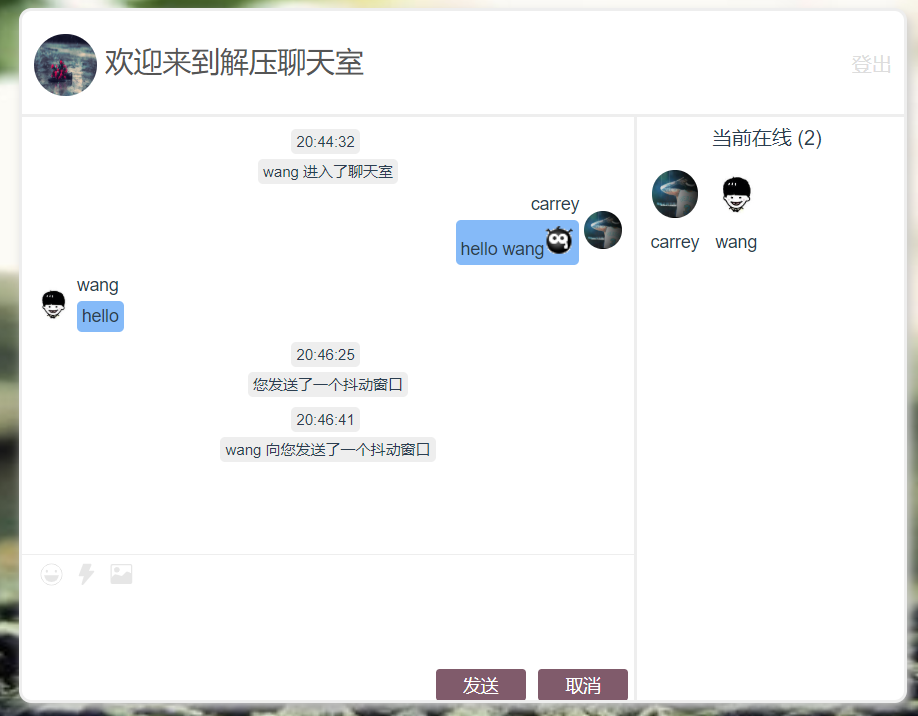 欢迎来到解压聊天室
登出
20:44:32
wang 进入了聊天室
carrey
hello wang
wang
hello
20:46:25
您发送了一个抖动窗口
20:46:41
wang 向您发送了一个抖动窗口
发送
取消
当前在线 (2)
carrey
wang